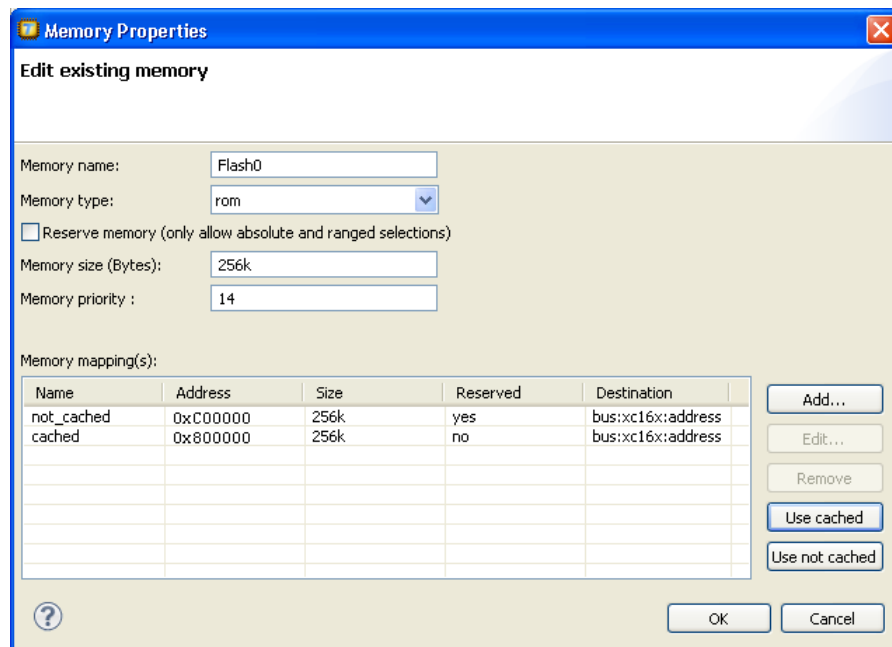 Memory Properties
Edit existing memory
Memory name: Flash0
Memory type: rom
Reserve memory (only allow absolute and ranged selections)
Memory size (Bytes): 256k
Memory priority : 14
Memory mapping(s):
Name Address Size Reserved Destination
not_cached 0xC00000 256k yes bus:xc16x:address
cached 0x800000 256k no bus:xc16x:address
Add...
Edit...
Remove
Use cached
Use not cached
? OK Cancel